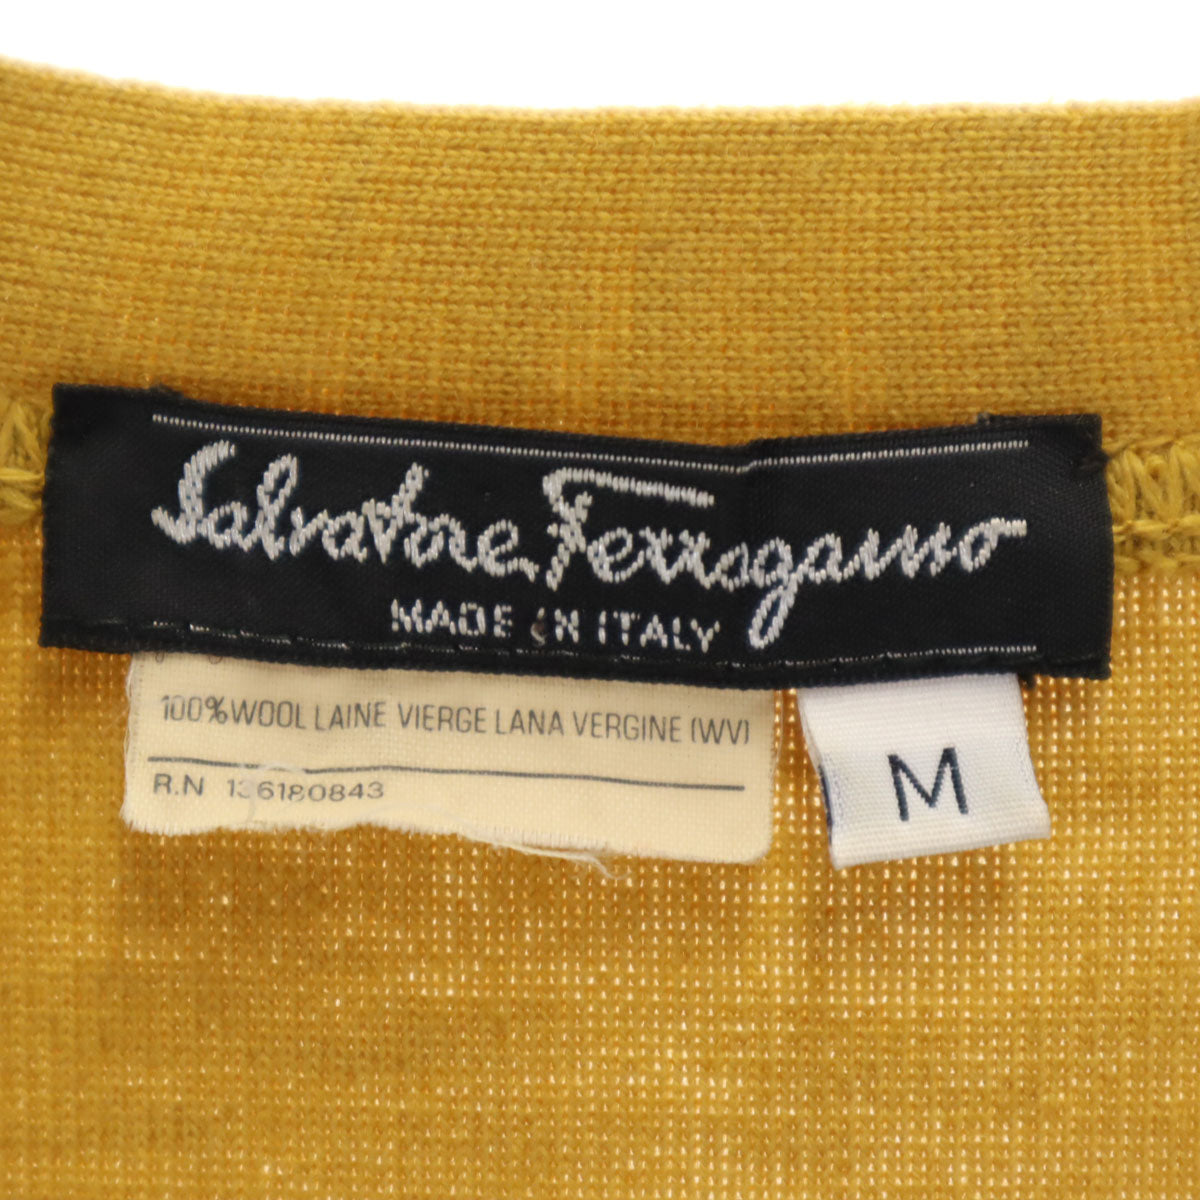 Salvatore Ferragamo
MADE IN ITALY
100% WOOL LAINE VIERGE LANA VERGINE (WV)
R.N 136180843
M